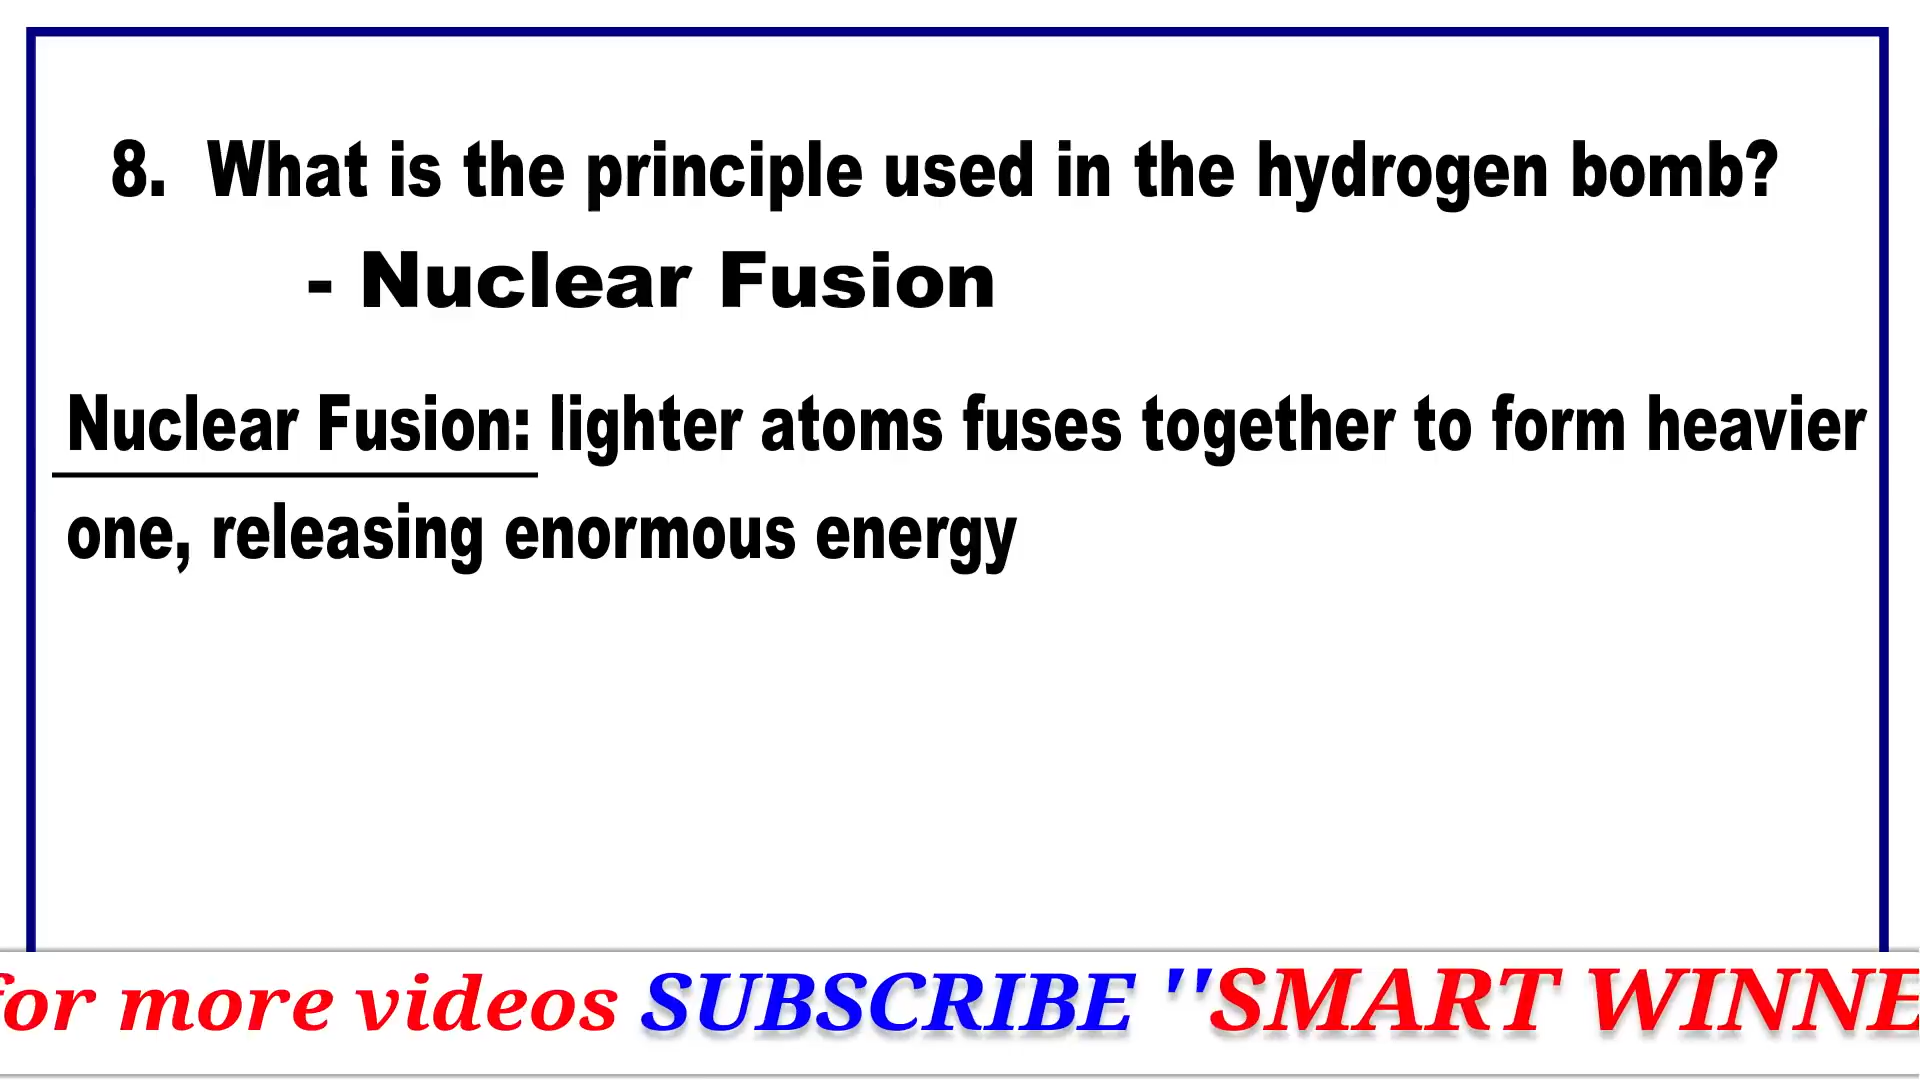 8. What is the principle used in the hydrogen bomb?
- Nuclear Fusion
Nuclear Fusion: lighter atoms fuses together to form heavier
one, releasing enormous energy
for more videos SUBSCRIBE "SMART WINNE